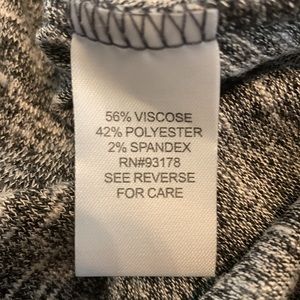 56% VISCOSE
42% POLYESTER
2% SPANDEX
RN#93178
SEE REVERSE
FOR CARE